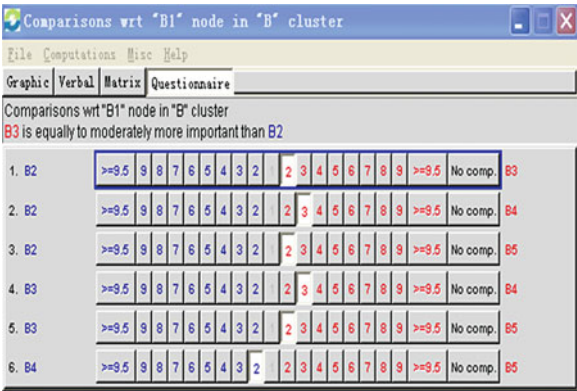 Comparisons wrt "B1" node in "B" cluster
File Computations Misc Help
Graphic Verbal Matrix Questionnaire
Comparisons wrt "B1" node in "B" cluster
B3 is equally to moderately more important than B2
1. B2 >=9.5 9 8 7 6 5 4 3 2 1 2 3 4 5 6 7 8 9 >=9.5 No comp. B3
2. B2 >=9.5 9 8 7 6 5 4 3 2 1 2 3 4 5 6 7 8 9 >=9.5 No comp. B4
3. B2 >=9.5 9 8 7 6 5 4 3 2 1 2 3 4 5 6 7 8 9 >=9.5 No comp. B5
4. B3 >=9.5 9 8 7 6 5 4 3 2 1 2 3 4 5 6 7 8 9 >=9.5 No comp. B4
5. B3 >=9.5 9 8 7 6 5 4 3 2 1 2 3 4 5 6 7 8 9 >=9.5 No comp. B5
6. B4 >=9.5 9 8 7 6 5 4 3 2 1 2 3 4 5 6 7 8 9 >=9.5 No comp. B5